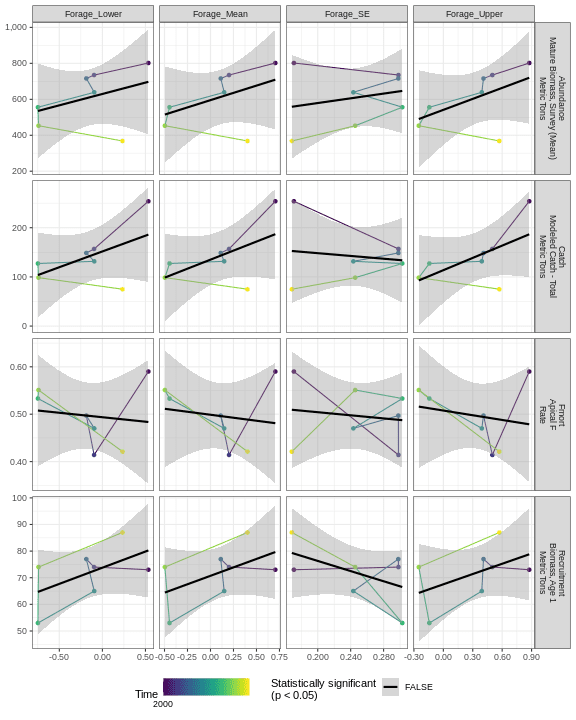 Forage_Lower Forage_Mean Forage_SE Forage_Upper
1,000
800
600
400
200
Abundance
Mature Biomass, Survey (Mean)
Metric Tons
200
100
0
Catch
Modelled Catch - Total
Metric Tons
0.60
0.50
0.40
Fmort
Apical F
Rate
100
90
80
70
60
50
Recruitment
Biomass, Age 1
Metric Tons
-0.50 0.00 0.50 -0.50 -0.25 0.00 0.25 0.50 0.75 0.200 0.240 0.280 -0.30 0.00 0.30 0.60 0.90
Time
2000
Statistically significant
(p < 0.05)
FALSE